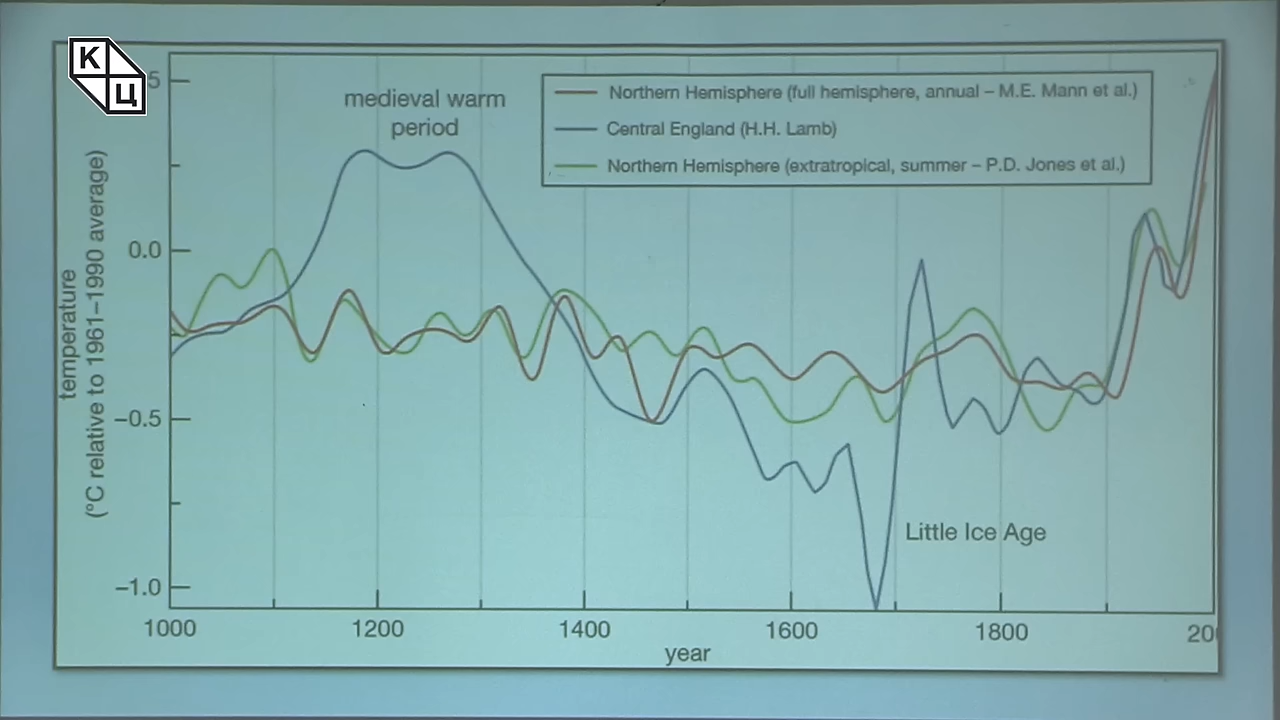 К
Ц
5
medieval warm
period
Northern Hemisphere (full hemisphere, annual – M.E. Mann et al.)
Central England (H.H. Lamb)
Northern Hemisphere (extratropical, summer – P.D. Jones et al.)
0.0
–0.5
–1.0
temperature
(°C relative to 1961–1990 average)
Little Ice Age
1000 1200 1400 1600 1800 20
year